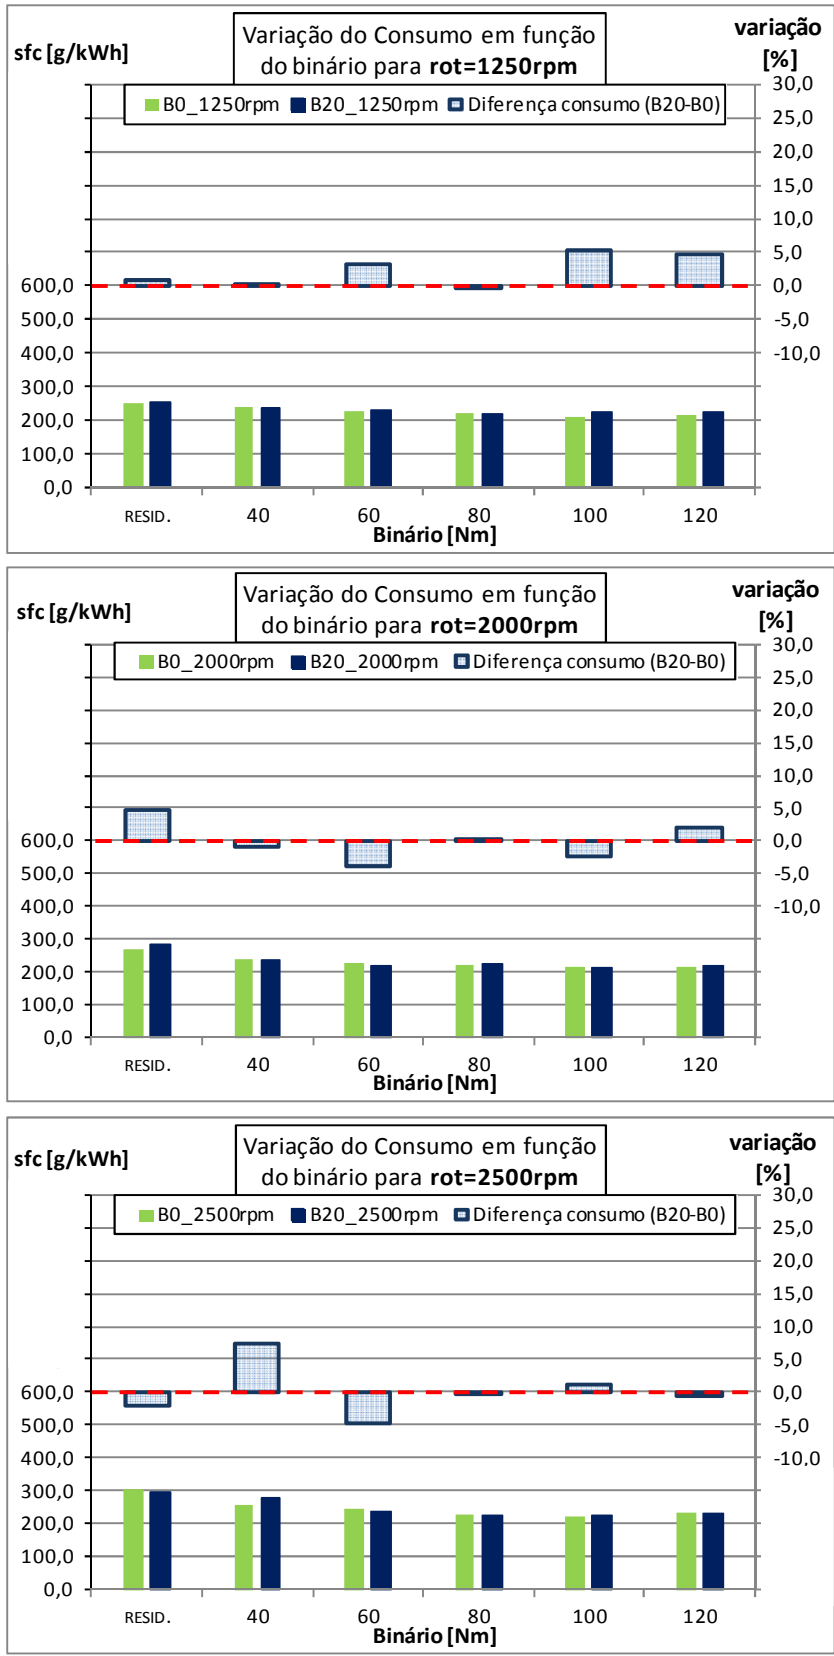 sfc [g/kWh]
Variação do Consumo em função
do binário para rot=1250rpm
variação
[%]
B0_1250rpm B20_1250rpm Diferença consumo (B20-B0)
30,0
25,0
20,0
15,0
10,0
5,0
600,0 0,0
500,0 -5,0
400,0 -10,0
300,0
200,0
100,0
0,0
RESID. 40 60 80 100 120
Binário [Nm]
sfc [g/kWh]
Variação do Consumo em função
do binário para rot=2000rpm
variação
[%]
B0_2000rpm B20_2000rpm Diferença consumo (B20-B0)
30,0
25,0
20,0
15,0
10,0
5,0
600,0 0,0
500,0 -5,0
400,0 -10,0
300,0
200,0
100,0
0,0
RESID. 40 60 80 100 120
Binário [Nm]
sfc [g/kWh]
Variação do Consumo em função
do binário para rot=2500rpm
variação
[%]
B0_2500rpm B20_2500rpm Diferença consumo (B20-B0)
30,0
25,0
20,0
15,0
10,0
5,0
600,0 0,0
500,0 -5,0
400,0 -10,0
300,0
200,0
100,0
0,0
RESID. 40 60 80 100 120
Binário [Nm]